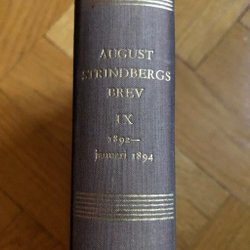 AUGUST
STRINDBERGS
BREV
IX
1892—
januari 1894